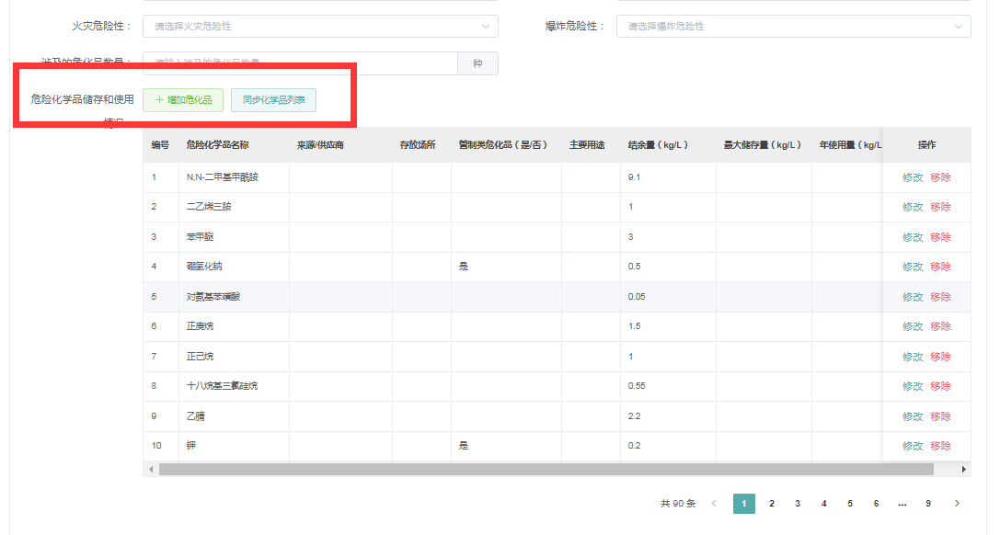 火灾危险性： 请选择火灾危险性 爆炸危险性： 请选择爆炸危险性
涉及的危化品数量： 请输入涉及的危化品数量 种
危险化学品储存和使用 + 增加危化品 同步化学品列表
情况
编号 危险化学品名称 来源/供应商 存放场所 管制类危化品（是/否） 主要用途 结余量（kg/L） 最大储存量（kg/L） 年使用量（kg/L 操作
1 N,N-二甲基甲酰胺 9.1 修改 移除
2 二乙烯三胺 1 修改 移除
3 苯甲醚 3 修改 移除
4 硼氢化钠 是 0.5 修改 移除
5 对氨基苯磺酸 0.05 修改 移除
6 正庚烷 1.5 修改 移除
7 正己烷 1 修改 移除
8 十八烷基三氯硅烷 0.55 修改 移除
9 乙腈 2.2 修改 移除
10 钾 是 0.2 修改 移除
共 90 条 1 2 3 4 5 6 ... 9